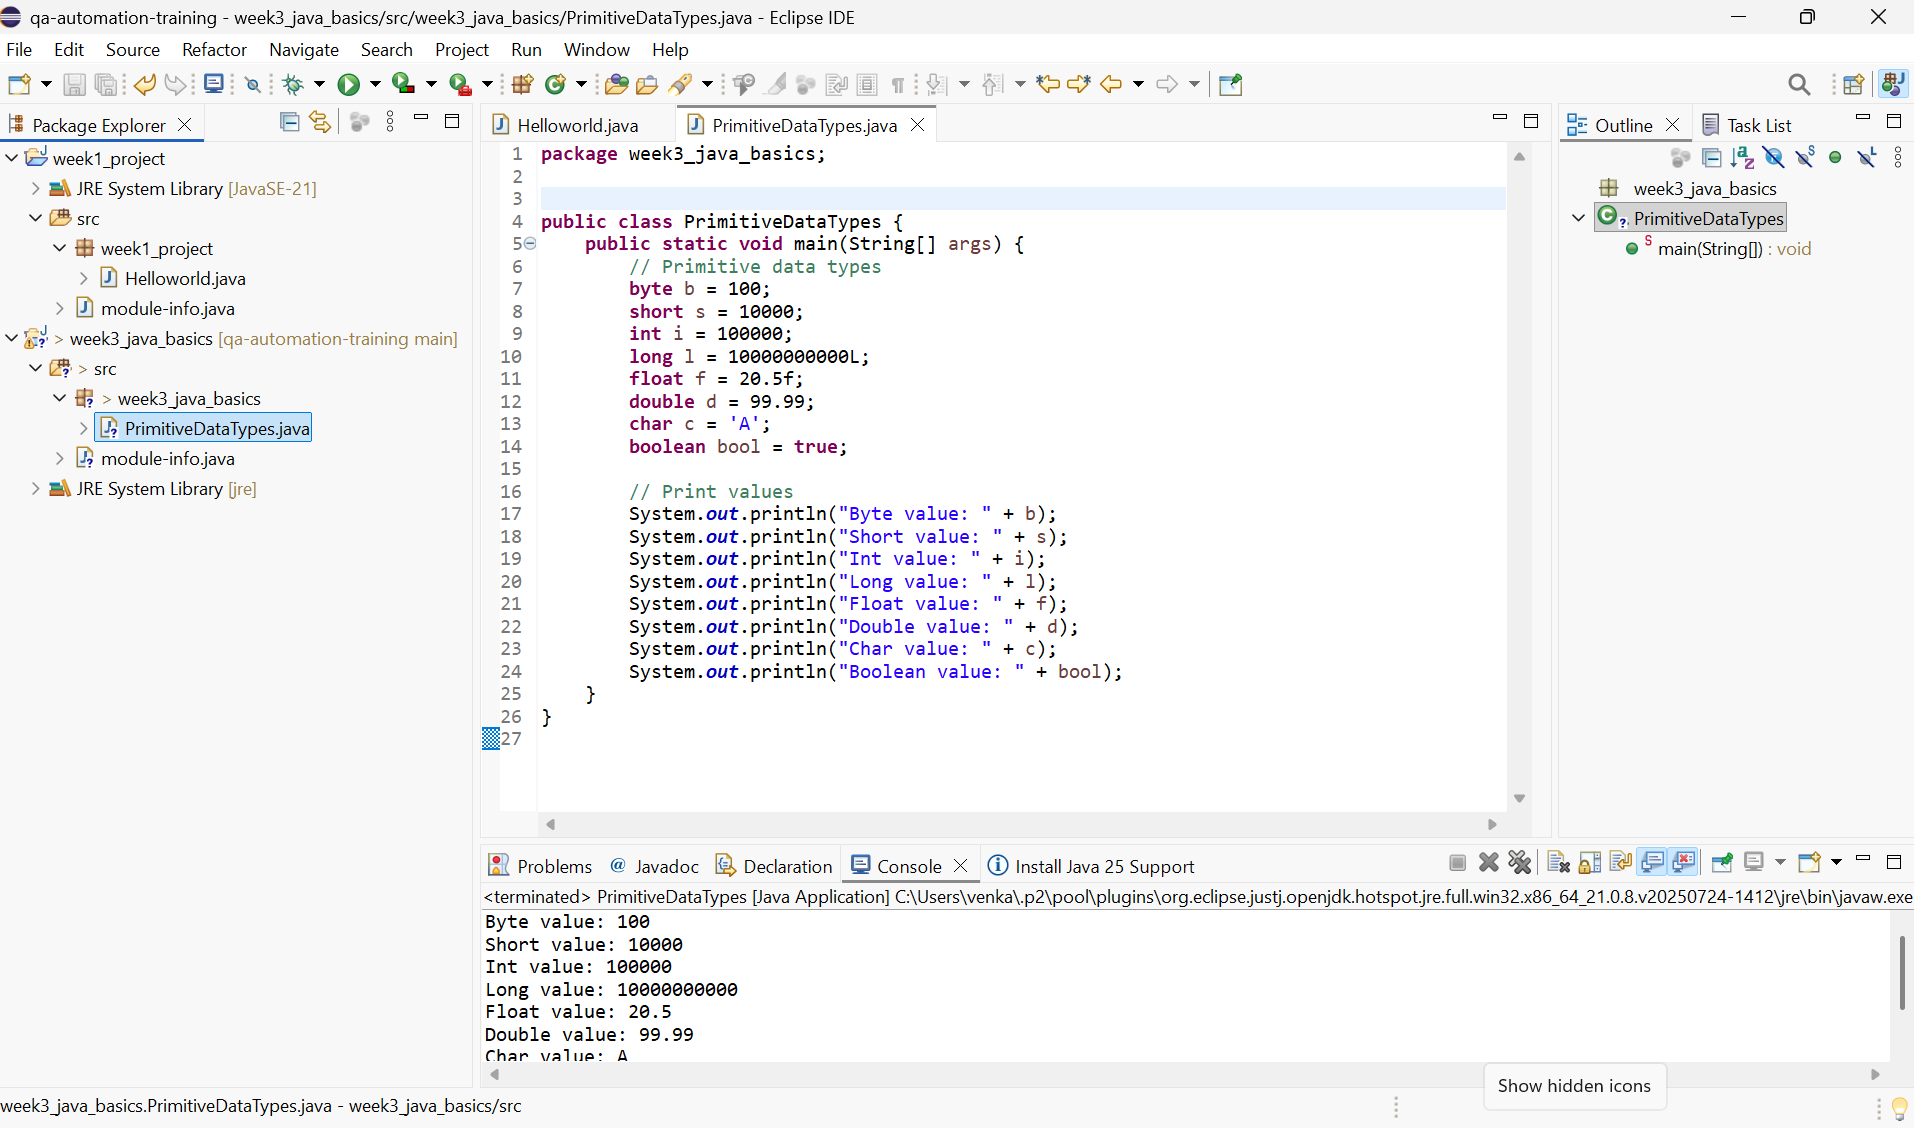 qa-automation-training - week3_java_basics/src/week3_java_basics/PrimitiveDataTypes.java - Eclipse IDE
File Edit Source Refactor Navigate Search Project Run Window Help
Package Explorer
week1_project
JRE System Library [JavaSE-21]
src
week1_project
Helloworld.java
module-info.java
> week3_java_basics [qa-automation-training main]
> src
> week3_java_basics
PrimitiveDataTypes.java
module-info.java
JRE System Library [jre]
Helloworld.java PrimitiveDataTypes.java
1 package week3_java_basics;
2
3
4 public class PrimitiveDataTypes {
5 public static void main(String[] args) {
6 // Primitive data types
7 byte b = 100;
8 short s = 10000;
9 int i = 100000;
10 long l = 10000000000L;
11 float f = 20.5f;
12 double d = 99.99;
13 char c = 'A';
14 boolean bool = true;
15
16 // Print values
17 System.out.println("Byte value: " + b);
18 System.out.println("Short value: " + s);
19 System.out.println("Int value: " + i);
20 System.out.println("Long value: " + l);
21 System.out.println("Float value: " + f);
22 System.out.println("Double value: " + d);
23 System.out.println("Char value: " + c);
24 System.out.println("Boolean value: " + bool);
25 }
26 }
27
Outline Task List
week3_java_basics
PrimitiveDataTypes
main(String[]) : void
Problems Javadoc Declaration Console Install Java 25 Support
<terminated> PrimitiveDataTypes [Java Application] C:\Users\venka\.p2\pool\plugins\org.eclipse.justj.openjdk.hotspot.jre.full.win32.x86_64_21.0.8.v20250724-1412\jre\bin\javaw.exe
Byte value: 100
Short value: 10000
Int value: 100000
Long value: 10000000000
Float value: 20.5
Double value: 99.99
Char value: A
Show hidden icons
week3_java_basics.PrimitiveDataTypes.java - week3_java_basics/src